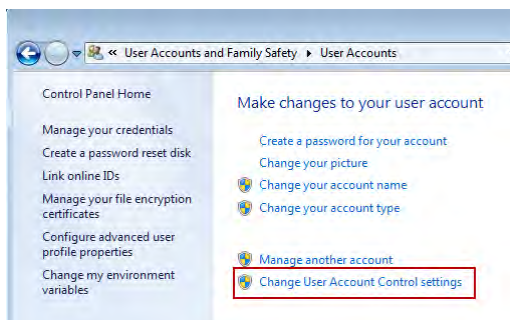 « User Accounts and Family Safety ▸ User Accounts
Control Panel Home
Manage your credentials
Create a password reset disk
Link online IDs
Manage your file encryption
certificates
Configure advanced user
profile properties
Change my environment
variables
Make changes to your user account
Create a password for your account
Change your picture
Change your account name
Change your account type
Manage another account
Change User Account Control settings